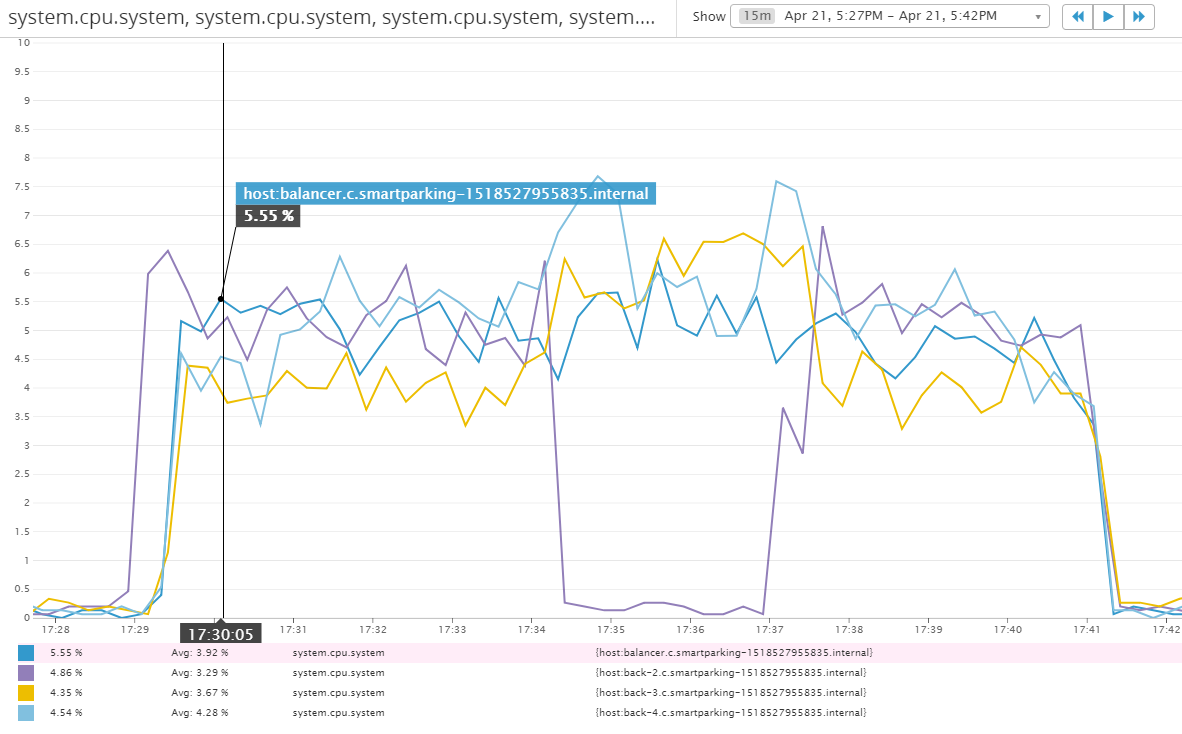 system.cpu.system, system.cpu.system, system.cpu.system, system....
Show 15m Apr 21, 5:27PM – Apr 21, 5:42PM
10
9.5
9
8.5
8
7.5
7
6.5
6
5.5
5
4.5
4
3.5
3
2.5
2
1.5
1
0.5
0
host:balancer.c.smartparking-1518527955835.internal
5.55 %
17:28 17:29 17:30:05 17:31 17:32 17:33 17:34 17:35 17:36 17:37 17:38 17:39 17:40 17:41 17:42
5.55 % Avg: 3.92 % system.cpu.system {host:balancer.c.smartparking-1518527955835.internal}
4.86 % Avg: 3.29 % system.cpu.system {host:back-2.c.smartparking-1518527955835.internal}
4.35 % Avg: 3.67 % system.cpu.system {host:back-3.c.smartparking-1518527955835.internal}
4.54 % Avg: 4.28 % system.cpu.system {host:back-4.c.smartparking-1518527955835.internal}